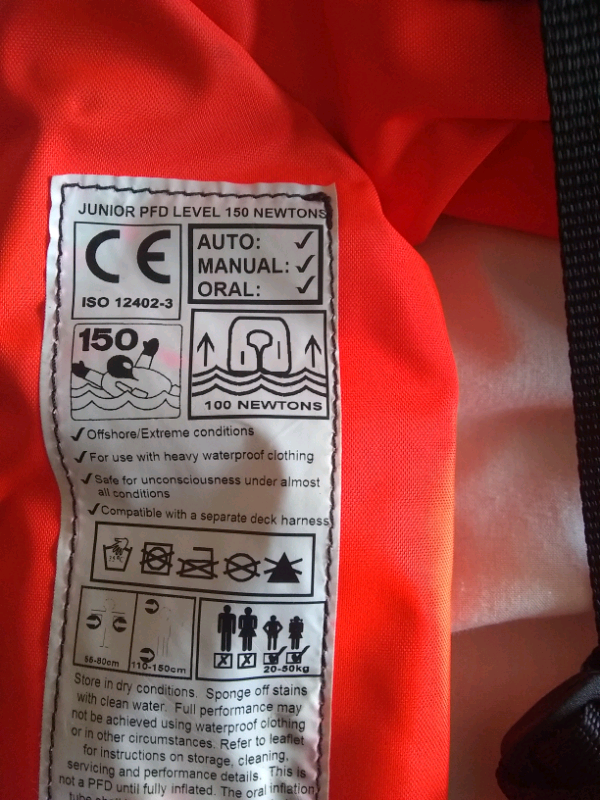 JUNIOR PFD LEVEL 150 NEWTONS
CE
ISO 12402-3
AUTO: ✓
MANUAL: ✓
ORAL: ✓
150
100 NEWTONS
✓ Offshore/Extreme conditions
✓ For use with heavy waterproof clothing
✓ Safe for unconsciousness under almost
all conditions
✓ Compatible with a separate deck harness
110-150cm
20-50kg
Store in dry conditions. Sponge off stains
with clean water. Full performance may
not be achieved using waterproof clothing
or in other circumstances. Refer to leaflet
for instructions on storage, cleaning,
servicing and performance details. This is
not a PFD until fully inflated. The oral inflation